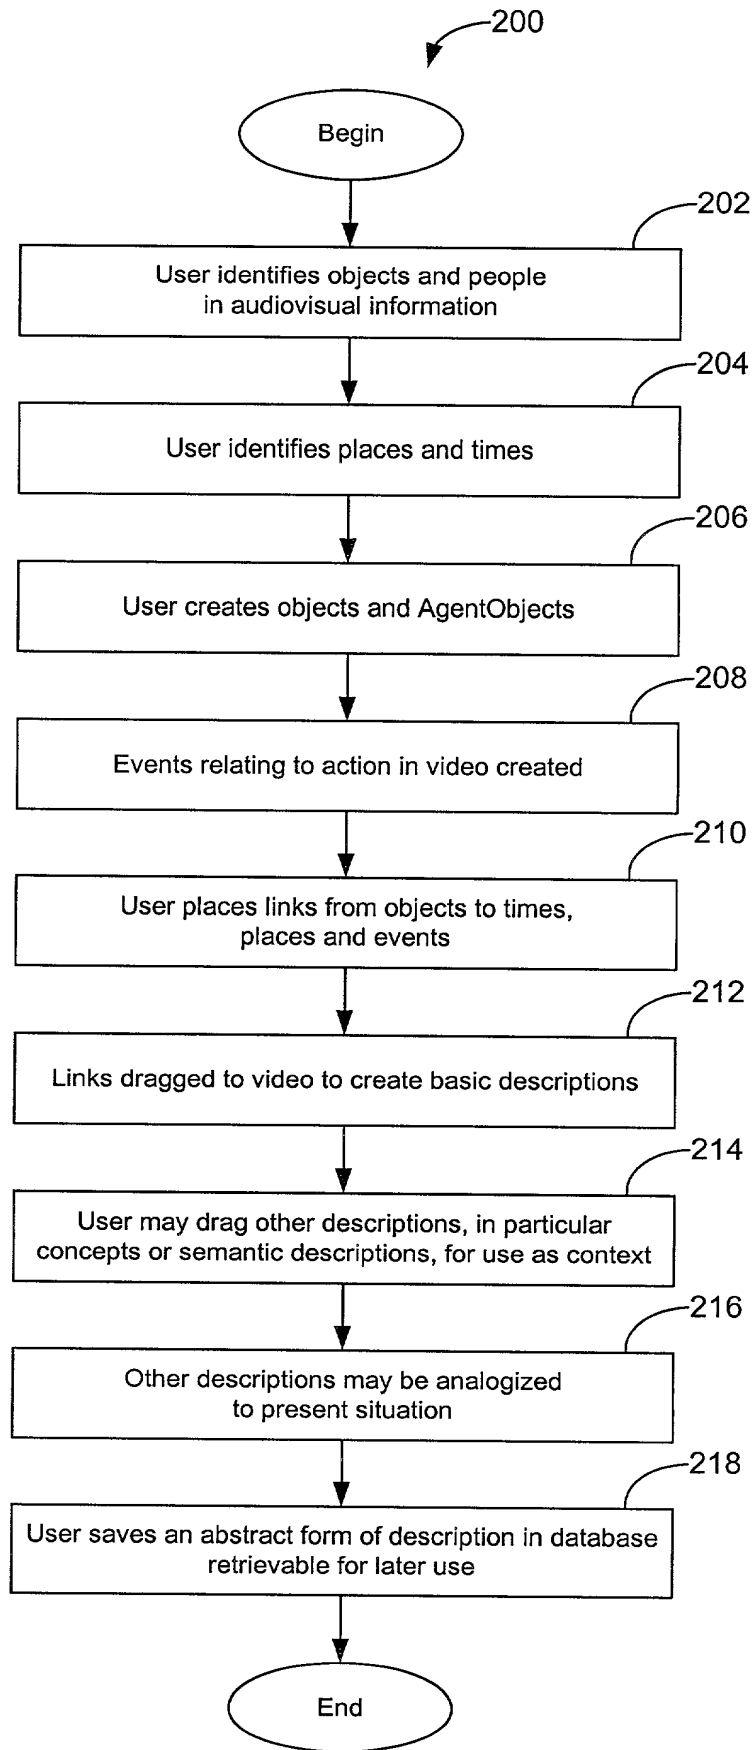 200
Begin
202
User identifies objects and people
in audiovisual information
204
User identifies places and times
206
User creates objects and AgentObjects
208
Events relating to action in video created
210
User places links from objects to times,
places and events
212
Links dragged to video to create basic descriptions
214
User may drag other descriptions, in particular
concepts or semantic descriptions, for use as context
216
Other descriptions may be analogized
to present situation
218
User saves an abstract form of description in database
retrievable for later use
End